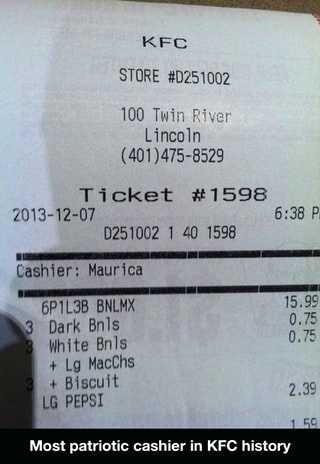 KFC
STORE #D251002
100 Twin River
Lincoln
(401)475-8529
Ticket #1598
2013-12-07 6:38 P
D251002 1 40 1598
Cashier: Maurica
6P1L3B BNLMX 15.99
3 Dark Bnls 0.75
3 White Bnls 0.75
+ Lg MacChs
3 + Biscuit
LG PEPSI 2.39
1.59
Most patriotic cashier in KFC history